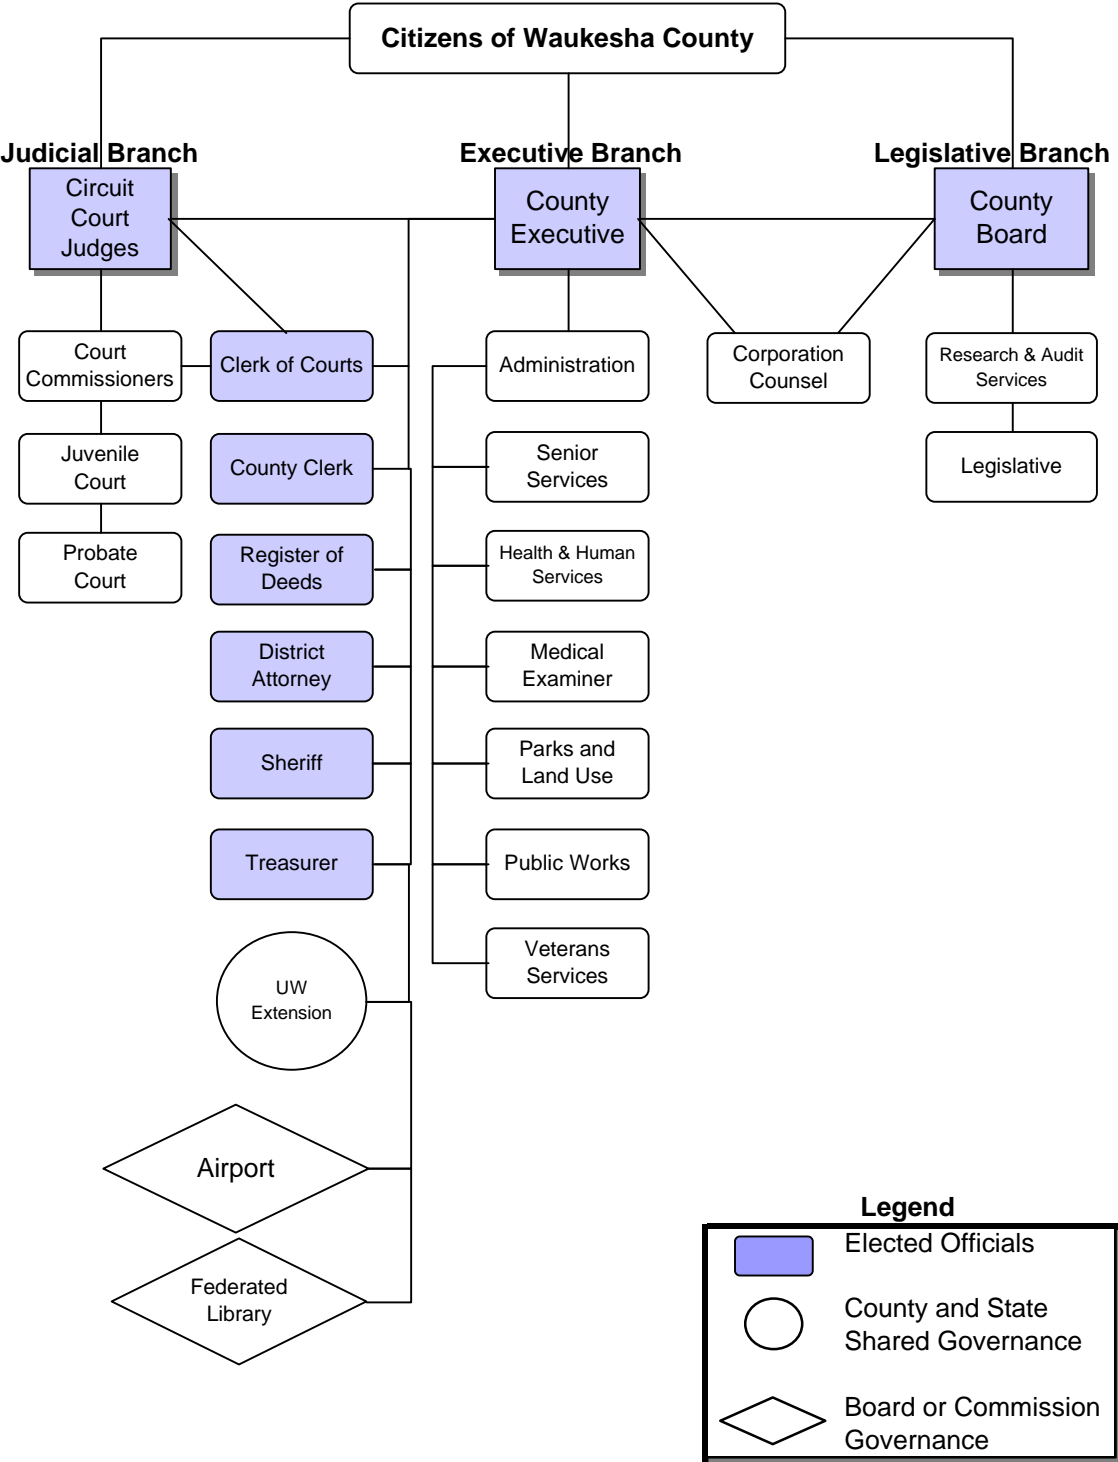 Citizens of Waukesha County
Judicial Branch
Executive Branch
Legislative Branch
Circuit
Court
Judges
County
Executive
County
Board
Court
Commissioners
Clerk of Courts
Administration
Corporation
Counsel
Research & Audit
Services
Juvenile
Court
County Clerk
Senior
Services
Legislative
Probate
Court
Register of
Deeds
Health & Human
Services
District
Attorney
Medical
Examiner
Sheriff
Parks and
Land Use
Treasurer
Public Works
UW
Extension
Veterans
Services
Airport
Federated
Library
Legend
Elected Officials
County and State
Shared Governance
Board or Commission
Governance